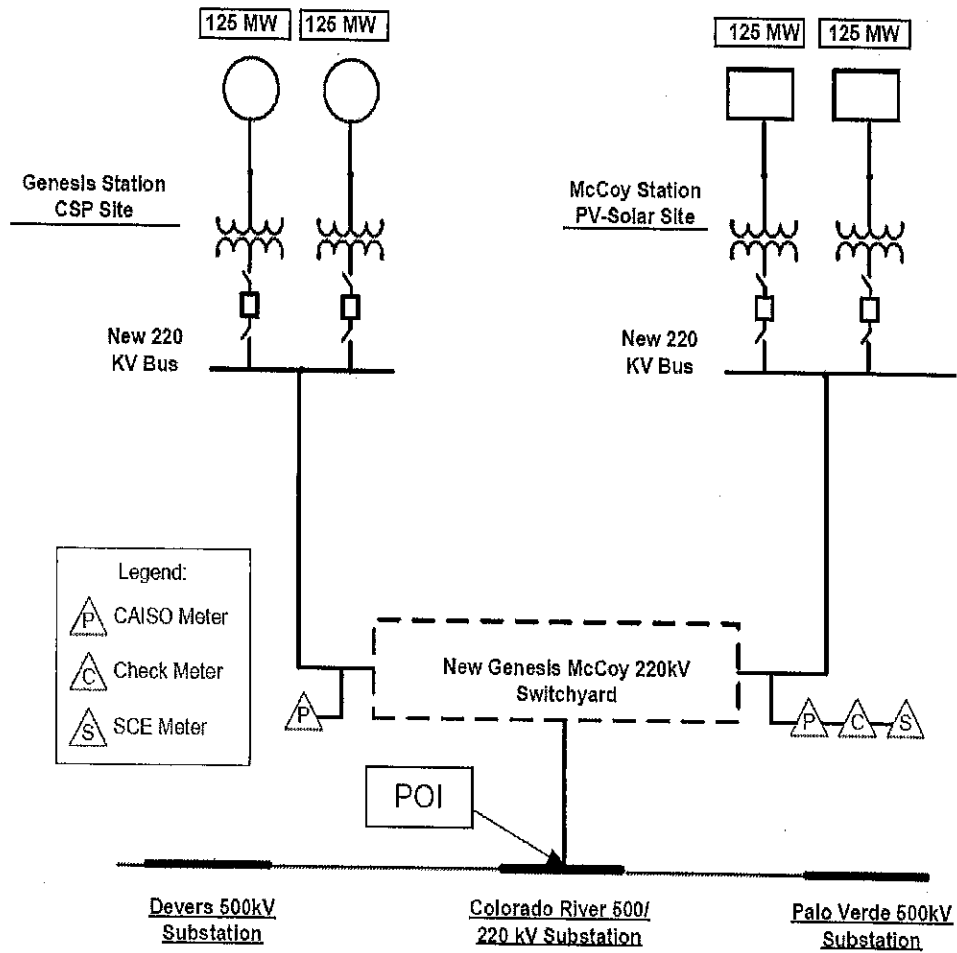 125 MW
125 MW
125 MW
125 MW
Genesis Station
CSP Site
McCoy Station
PV-Solar Site
New 220
KV Bus
New 220
KV Bus
Legend:
P CAISO Meter
C Check Meter
S SCE Meter
New Genesis McCoy 220kV
Switchyard
P
P
C
S
POI
Devers 500kV
Substation
Colorado River 500/
220 kV Substation
Palo Verde 500kV
Substation